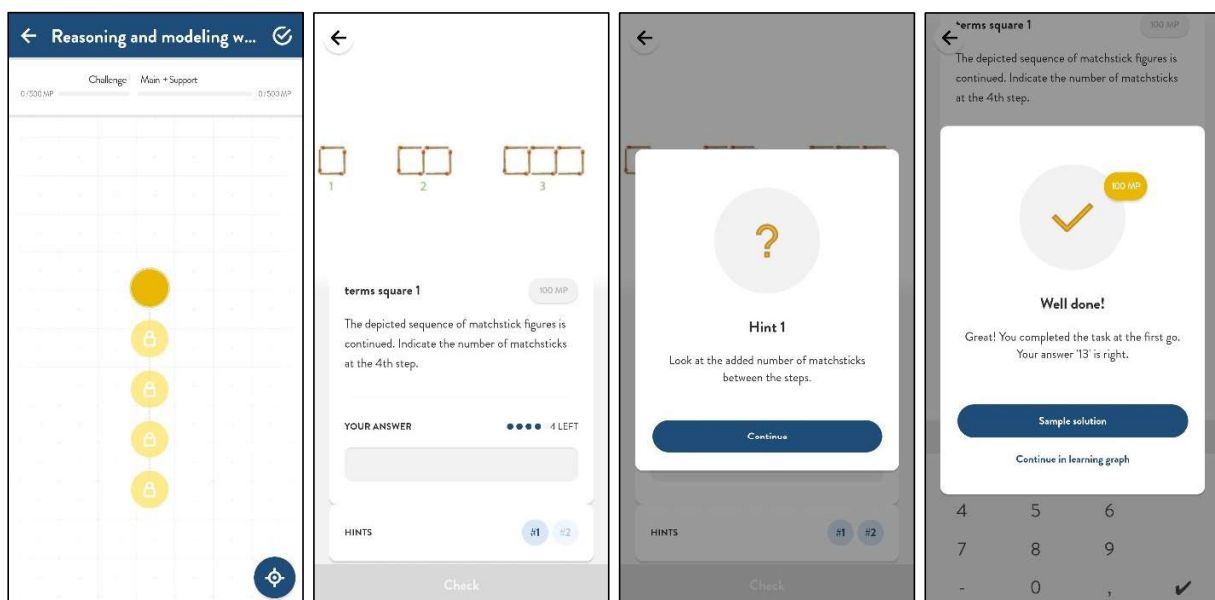 Reasoning and modeling w...
Challenge Main + Support
0/500 MP 0/500 MP
1 2 3
terms square 1 100 MP
The depicted sequence of matchstick figures is
continued. Indicate the number of matchsticks
at the 4th step.
YOUR ANSWER 4 LEFT
HINTS #1 #2
Check
?
Hint 1
Look at the added number of matchsticks
between the steps.
Continue
HINTS #1 #2
Check
terms square 1 100 MP
The depicted sequence of matchstick figures is
continued. Indicate the number of matchsticks
at the 4th step.
100 MP
Well done!
Great! You completed the task at the first go.
Your answer '13' is right.
Sample solution
Continue in learning graph
4 5 6
7 8 9
- 0 ,